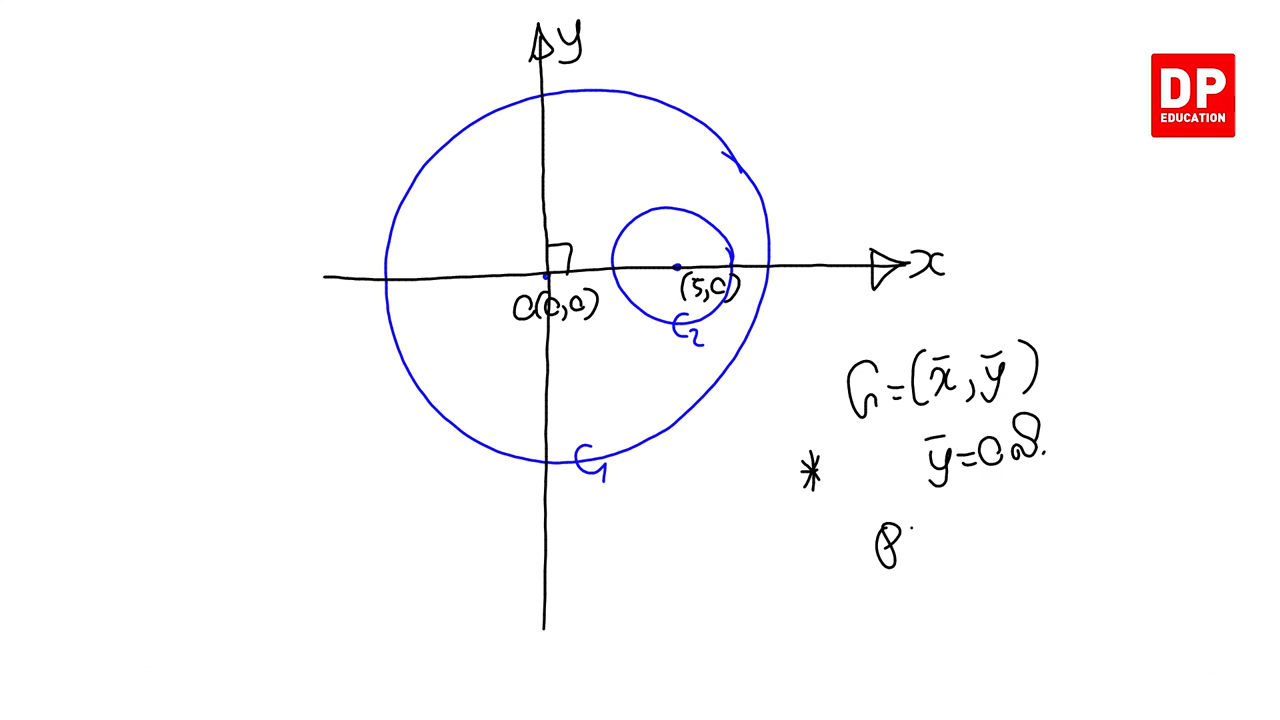 y
DP
EDUCATION
x
O(0,0)
(5,0)
C2
C1
G=(x̄,ȳ)
* ȳ=0
ρ